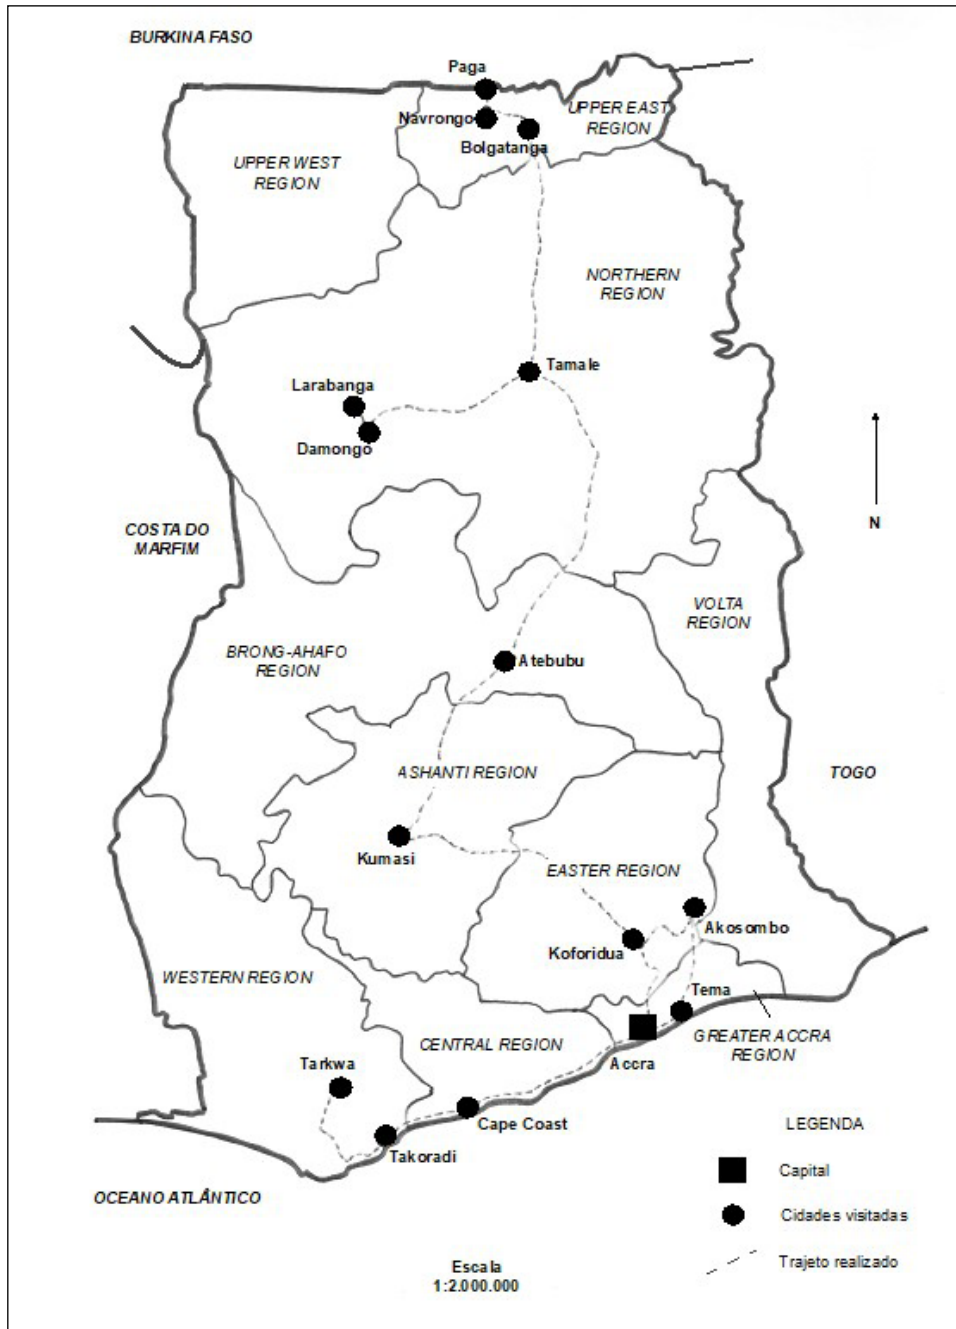 BURKINA FASO
Paga
Navrongo
UPPER EAST
REGION
Bolgatanga
UPPER WEST
REGION
NORTHERN
REGION
Tamale
Larabanga
Damongo
N
COSTA DO
MARFIM
VOLTA
REGION
BRONG-AHAFO
REGION
Atebubu
ASHANTI REGION
TOGO
Kumasi
EASTER REGION
Akosombo
Koforidua
WESTERN REGION
Tema
GREATER ACCRA
REGION
CENTRAL REGION
Accra
Tarkwa
Cape Coast
Takoradi
OCEANO ATLÂNTICO
LEGENDA
Capital
Cidades visitadas
Trajeto realizado
Escala
1:2.000.000